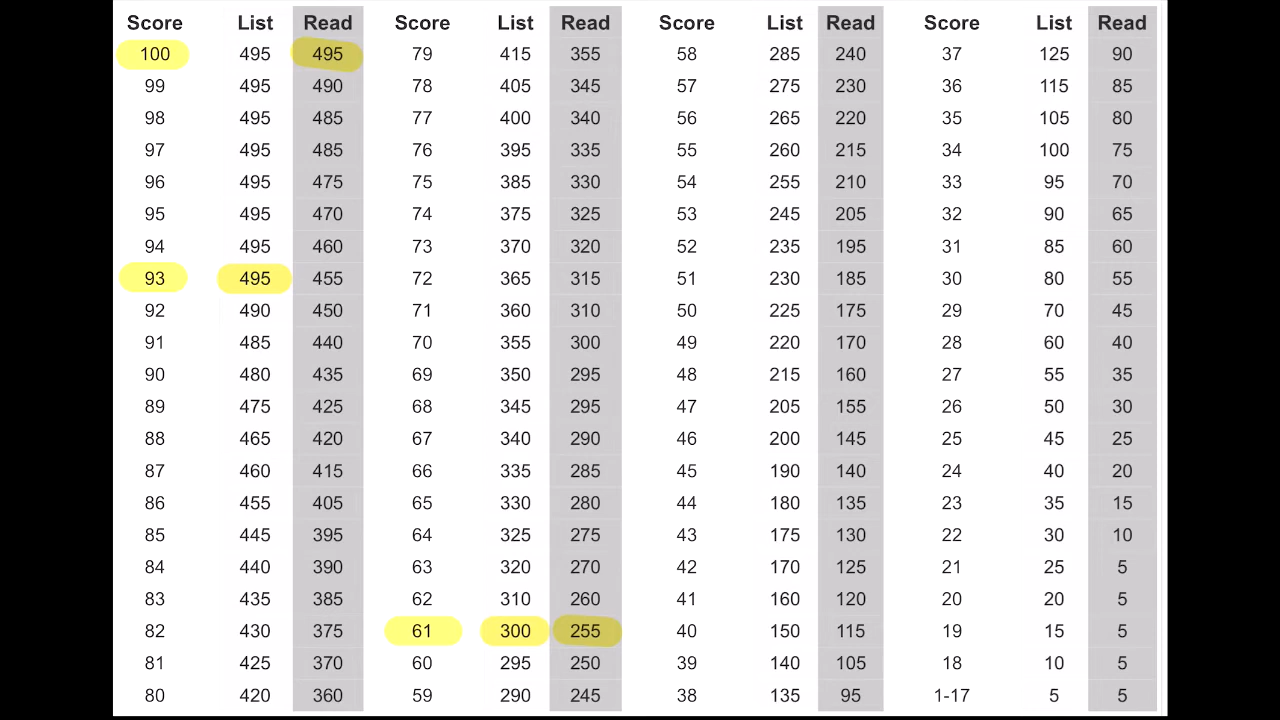 Score List Read Score List Read Score List Read Score List Read
100 495 495 79 415 355 58 285 240 37 125 90
99 495 490 78 405 345 57 275 230 36 115 85
98 495 485 77 400 340 56 265 220 35 105 80
97 495 485 76 395 335 55 260 215 34 100 75
96 495 475 75 385 330 54 255 210 33 95 70
95 495 470 74 375 325 53 245 205 32 90 65
94 495 460 73 370 320 52 235 195 31 85 60
93 495 455 72 365 315 51 230 185 30 80 55
92 490 450 71 360 310 50 225 175 29 70 45
91 485 440 70 355 300 49 220 170 28 60 40
90 480 435 69 350 295 48 215 160 27 55 35
89 475 425 68 345 295 47 205 155 26 50 30
88 465 420 67 340 290 46 200 145 25 45 25
87 460 415 66 335 285 45 190 140 24 40 20
86 455 405 65 330 280 44 180 135 23 35 15
85 445 395 64 325 275 43 175 130 22 30 10
84 440 390 63 320 270 42 170 125 21 25 5
83 435 385 62 310 260 41 160 120 20 20 5
82 430 375 61 300 255 40 150 115 19 15 5
81 425 370 60 295 250 39 140 105 18 10 5
80 420 360 59 290 245 38 135 95 1-17 5 5